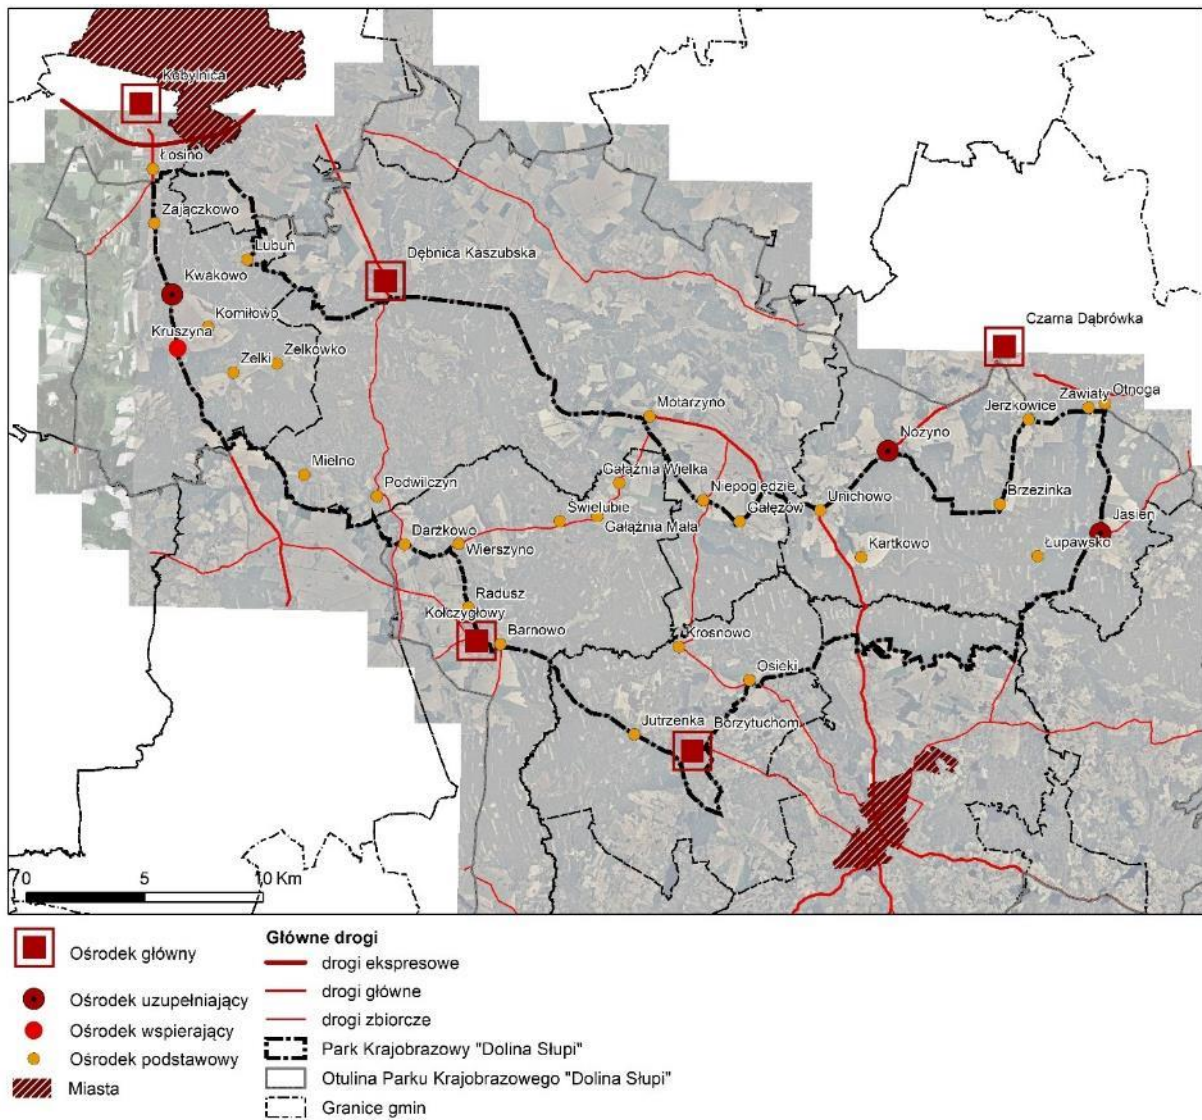 Kobylnica
Łosino
Zajączkowo
Lubuń
Dębnica Kaszubska
Kwakowo
Komiłowo
Kruszyna
Żelki
Żelkówko
Czarna Dąbrówka
Motarzyno
Jerzkowice
Zawiaty
Otnoga
Nożyno
Mielno
Podwilczyn
Gałąźnia Wielka
Świelubie
Gałąźnia Mała
Niepoględzie
Gałęzów
Unichowo
Brzezinka
Jasień
Darżkowo
Wierszyno
Kartkowo
Łupawsko
Radusz
Kołczygłowy
Barnowo
Krosnowo
Osieki
Jutrzenka
Borzytuchom
0 5 10 Km
Ośrodek główny
Ośrodek uzupełniający
Ośrodek wspierający
Ośrodek podstawowy
Miasta
Główne drogi
drogi ekspresowe
drogi główne
drogi zbiorcze
Park Krajobrazowy "Dolina Słupi"
Otulina Parku Krajobrazowego "Dolina Słupi"
Granice gmin